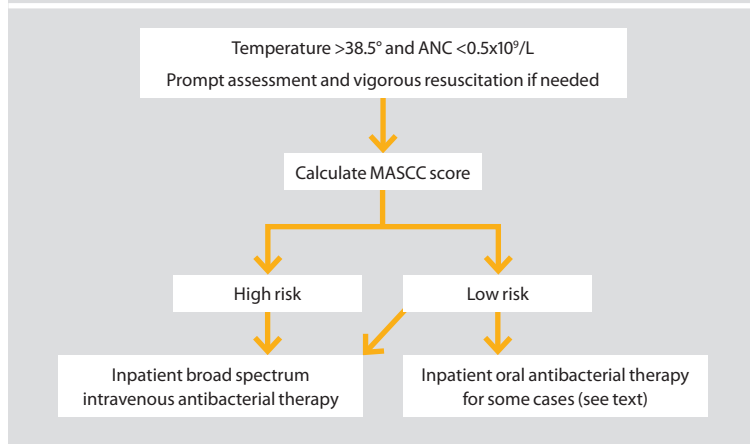 Temperature >38.5° and ANC <0.5x10⁹/L
Prompt assessment and vigorous resuscitation if needed
Calculate MASCC score
High risk
Low risk
Inpatient broad spectrum
intravenous antibacterial therapy
Inpatient oral antibacterial therapy
for some cases (see text)